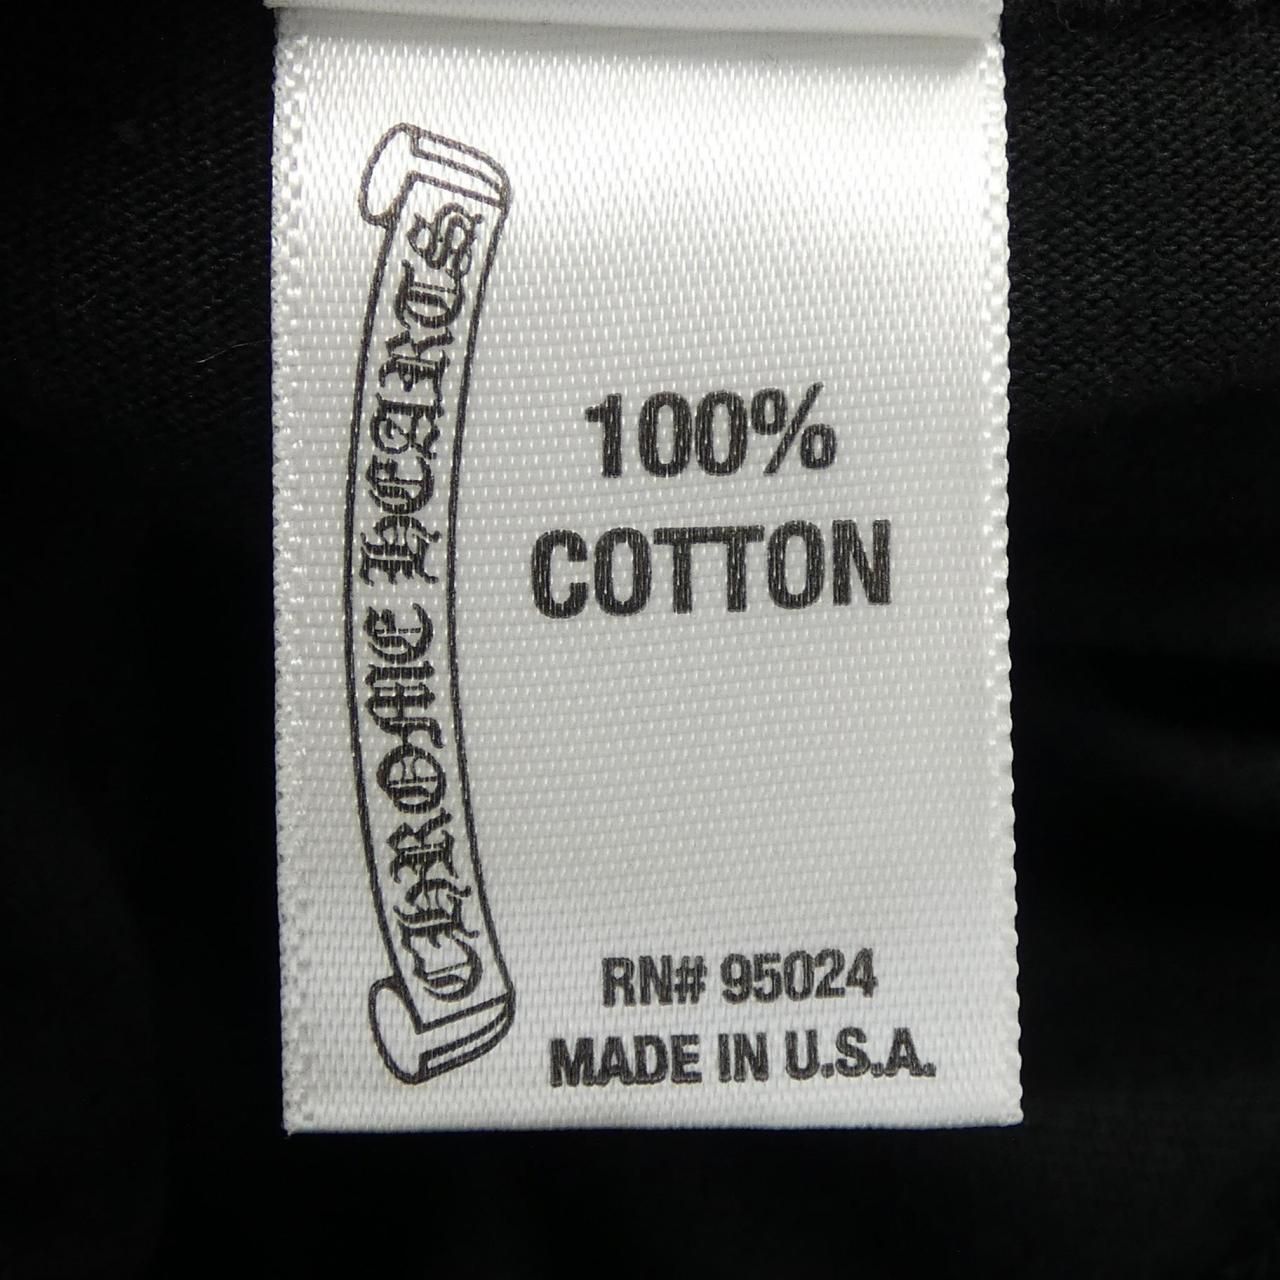 CHROME HEARTS
100%
COTTON
RN# 95024
MADE IN U.S.A.